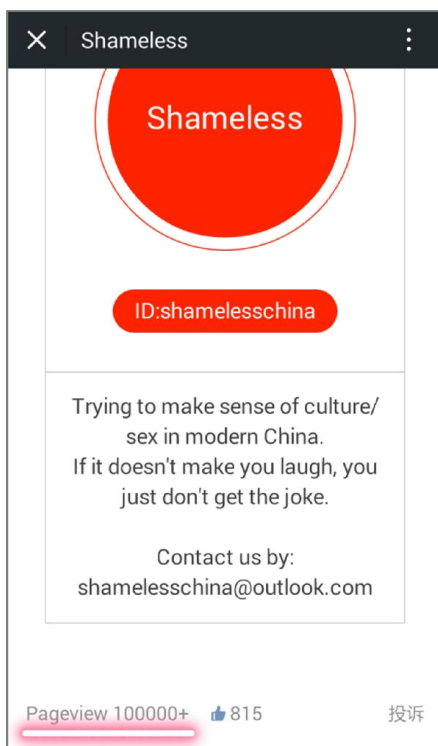 Shameless
Shameless
ID:shamelesschina
Trying to make sense of culture/
sex in modern China.
If it doesn't make you laugh, you
just don't get the joke.
Contact us by:
shamelesschina@outlook.com
Pageview 100000+ 815 投诉